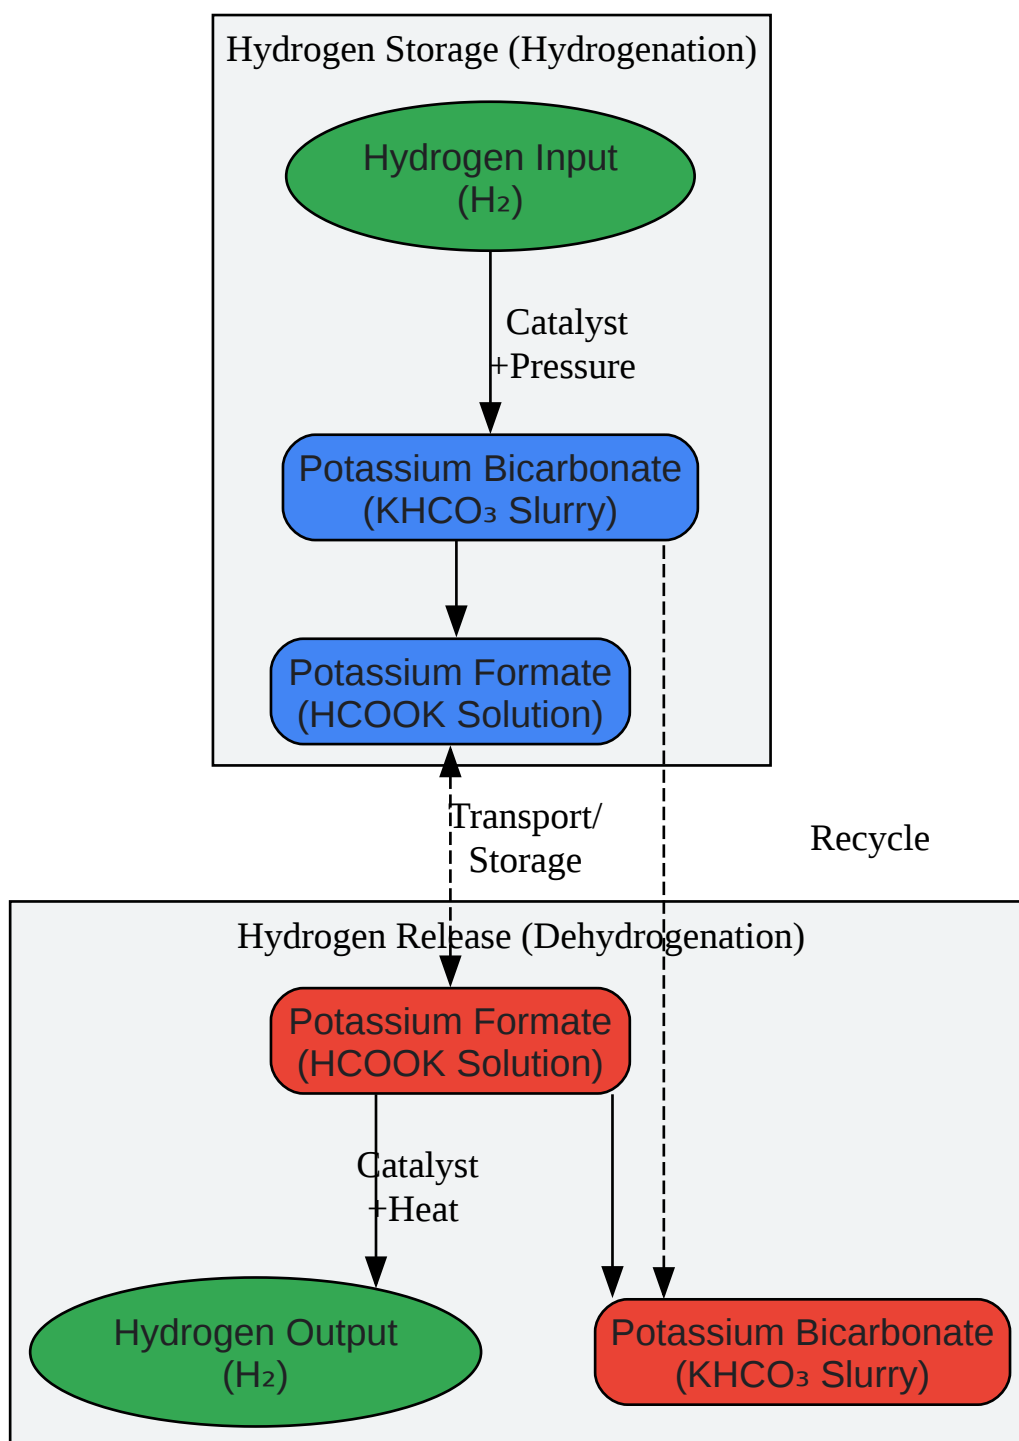 Hydrogen Storage (Hydrogenation)
Hydrogen Input
(H₂)
Catalyst
+Pressure
Potassium Bicarbonate
(KHCO₃ Slurry)
Potassium Formate
(HCOOK Solution)
Transport/
Storage
Recycle
Hydrogen Release (Dehydrogenation)
Potassium Formate
(HCOOK Solution)
Catalyst
+Heat
Hydrogen Output
(H₂)
Potassium Bicarbonate
(KHCO₃ Slurry)